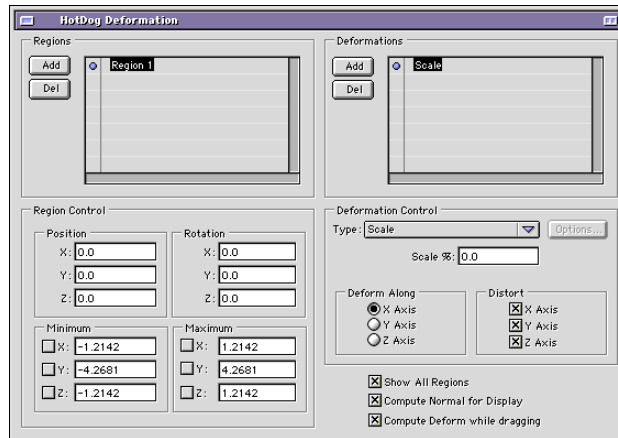 HotDog Deformation
Regions
Add
Del
Region 1
Deformations
Add
Del
Scale
Region Control
Position
X: 0.0
Y: 0.0
Z: 0.0
Rotation
X: 0.0
Y: 0.0
Z: 0.0
Minimum
X: -1.2142
Y: -4.2681
Z: -1.2142
Maximum
X: 1.2142
Y: 4.2681
Z: 1.2142
Deformation Control
Type: Scale
Options...
Scale %: 0.0
Deform Along
X Axis
Y Axis
Z Axis
Distort
X Axis
Y Axis
Z Axis
Show All Regions
Compute Normal for Display
Compute Deform while dragging